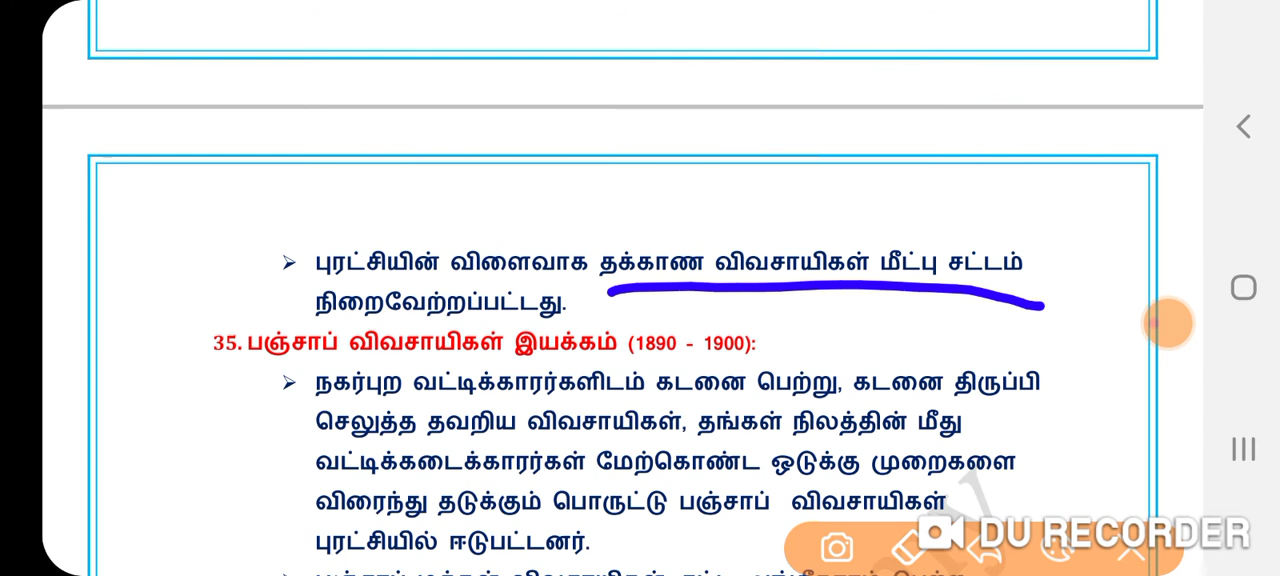 ➢ புரட்சியின் விளைவாக தக்காண விவசாயிகள் மீட்பு சட்டம்
நிறைவேற்றப்பட்டது.
35. பஞ்சாப் விவசாயிகள் இயக்கம் (1890 - 1900):
➢ நகர்புற வட்டிக்காரர்களிடம் கடனை பெற்று, கடனை திருப்பி
செலுத்த தவறிய விவசாயிகள், தங்கள் நிலத்தின் மீது
வட்டிக்கடைக்காரர்கள் மேற்கொண்ட ஒடுக்கு முறைகளை
விரைந்து தடுக்கும் பொருட்டு பஞ்சாப் விவசாயிகள்
புரட்சியில் ஈடுபட்டனர்.
DU RECORDER